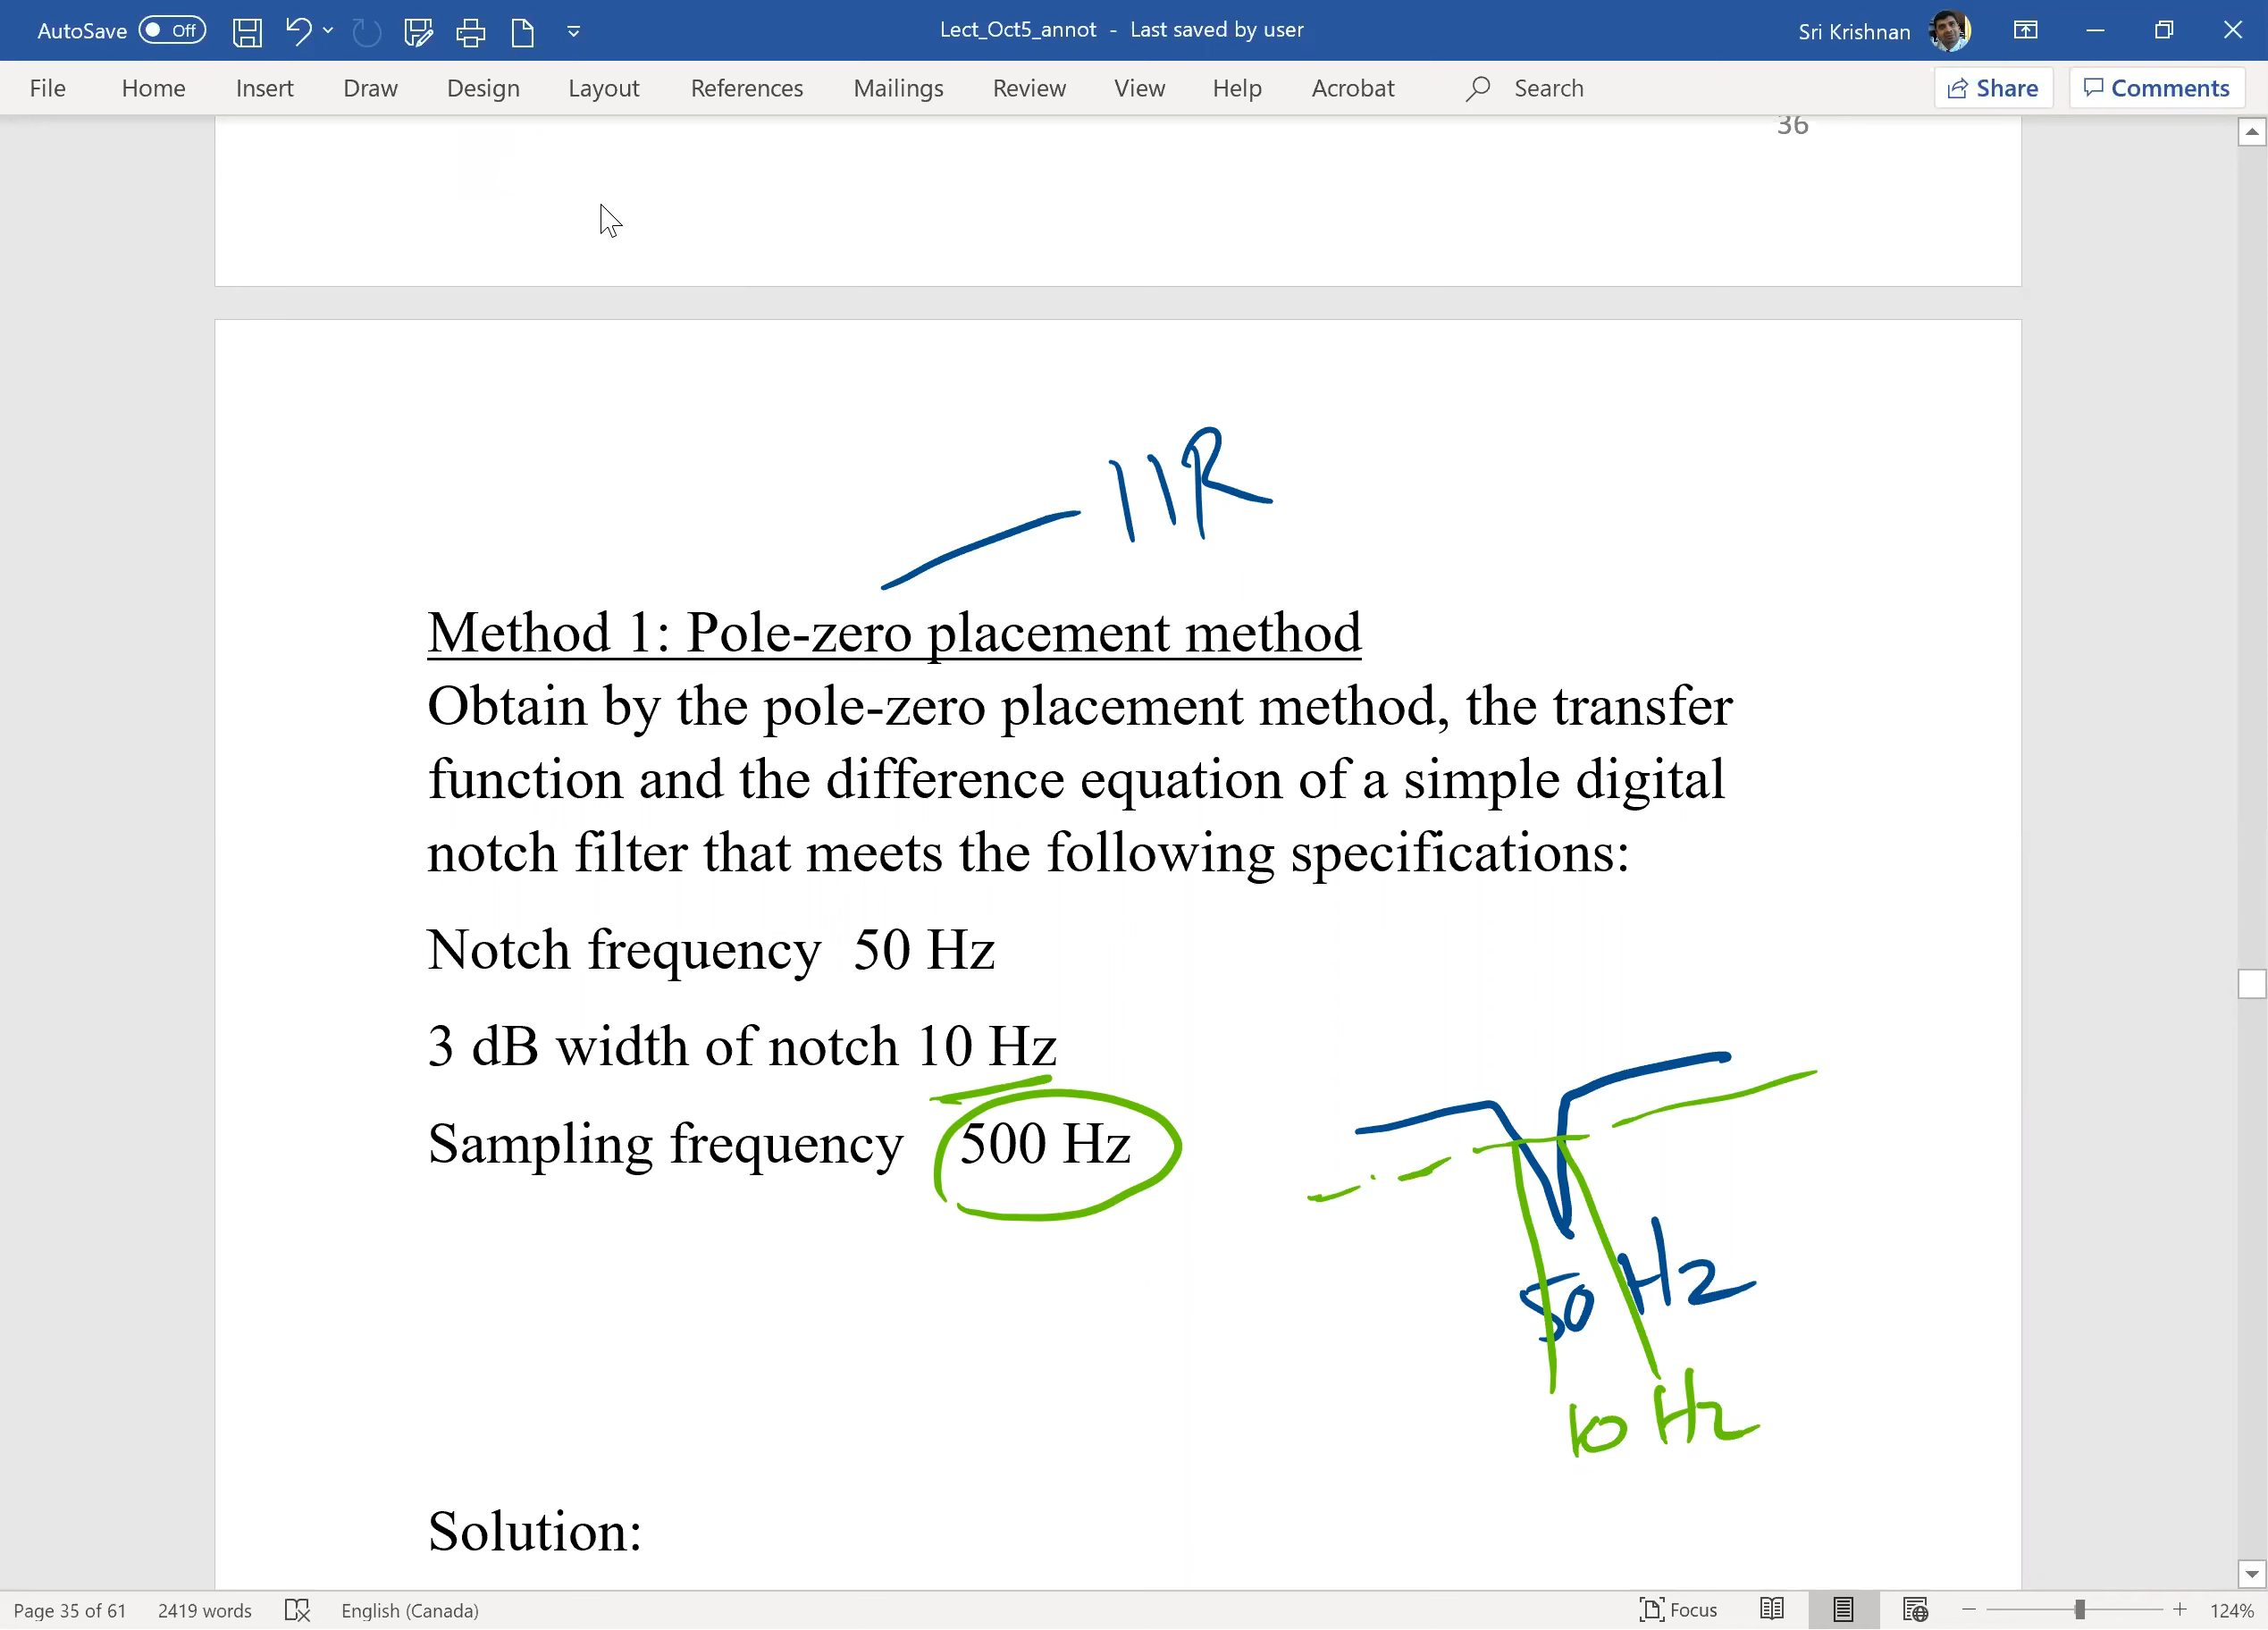 AutoSave Off Lect_Oct5_annot - Last saved by user Sri Krishnan
File Home Insert Draw Design Layout References Mailings Review View Help Acrobat Search Share Comments
36
IIR
Method 1: Pole-zero placement method
Obtain by the pole-zero placement method, the transfer
function and the difference equation of a simple digital
notch filter that meets the following specifications:
Notch frequency 50 Hz
3 dB width of notch 10 Hz
Sampling frequency 500 Hz
50 Hz
10 Hz
Solution:
Page 35 of 61 2419 words English (Canada) Focus 124%